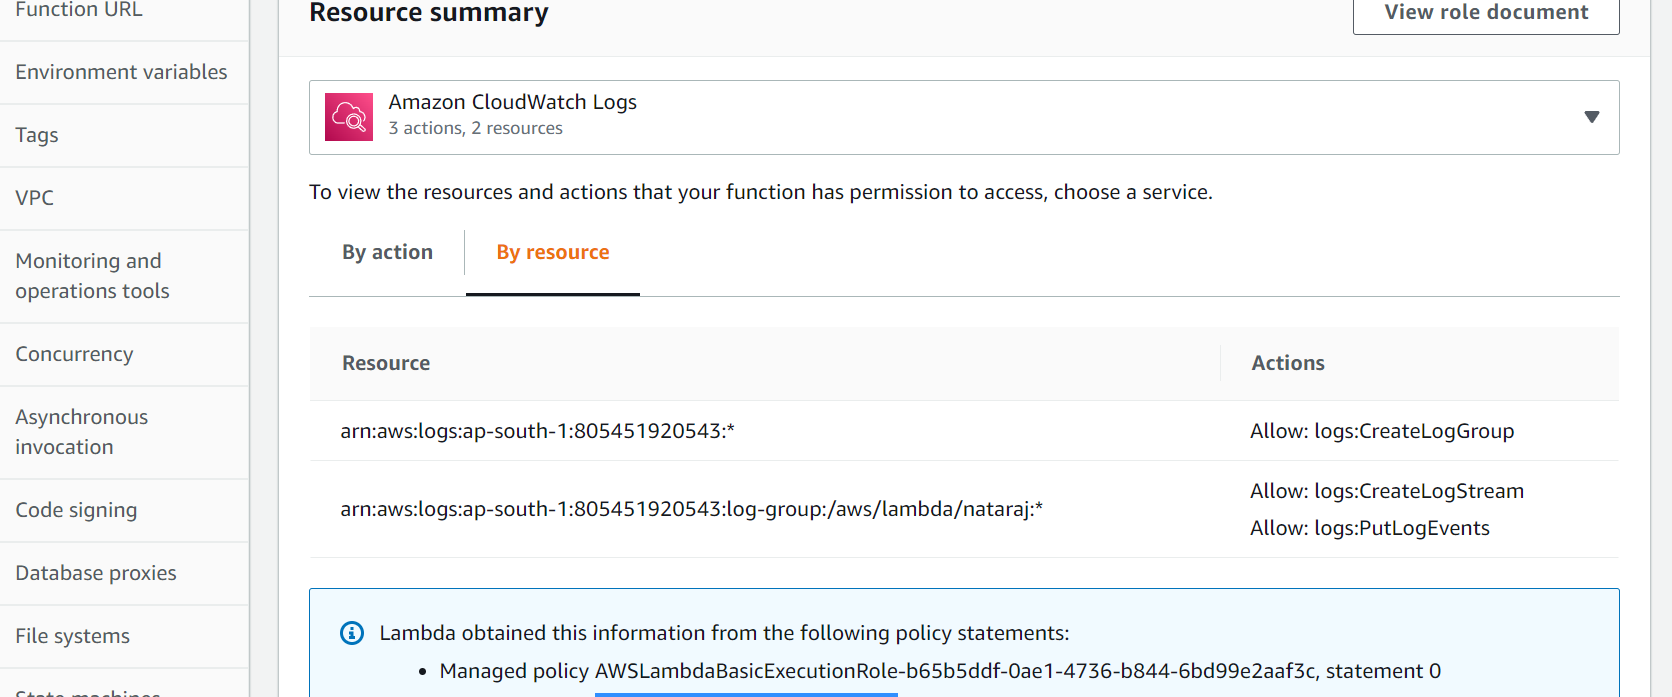 Function URL
Environment variables
Tags
VPC
Monitoring and
operations tools
Concurrency
Asynchronous
invocation
Code signing
Database proxies
File systems
State machines
Resource summary
View role document
Amazon CloudWatch Logs
3 actions, 2 resources
To view the resources and actions that your function has permission to access, choose a service.
By action
By resource
Resource Actions
arn:aws:logs:ap-south-1:805451920543:* Allow: logs:CreateLogGroup
arn:aws:logs:ap-south-1:805451920543:log-group:/aws/lambda/nataraj:* Allow: logs:CreateLogStream
Allow: logs:PutLogEvents
Lambda obtained this information from the following policy statements:
• Managed policy AWSLambdaBasicExecutionRole-b65b5ddf-0ae1-4736-b844-6bd99e2aaf3c, statement 0